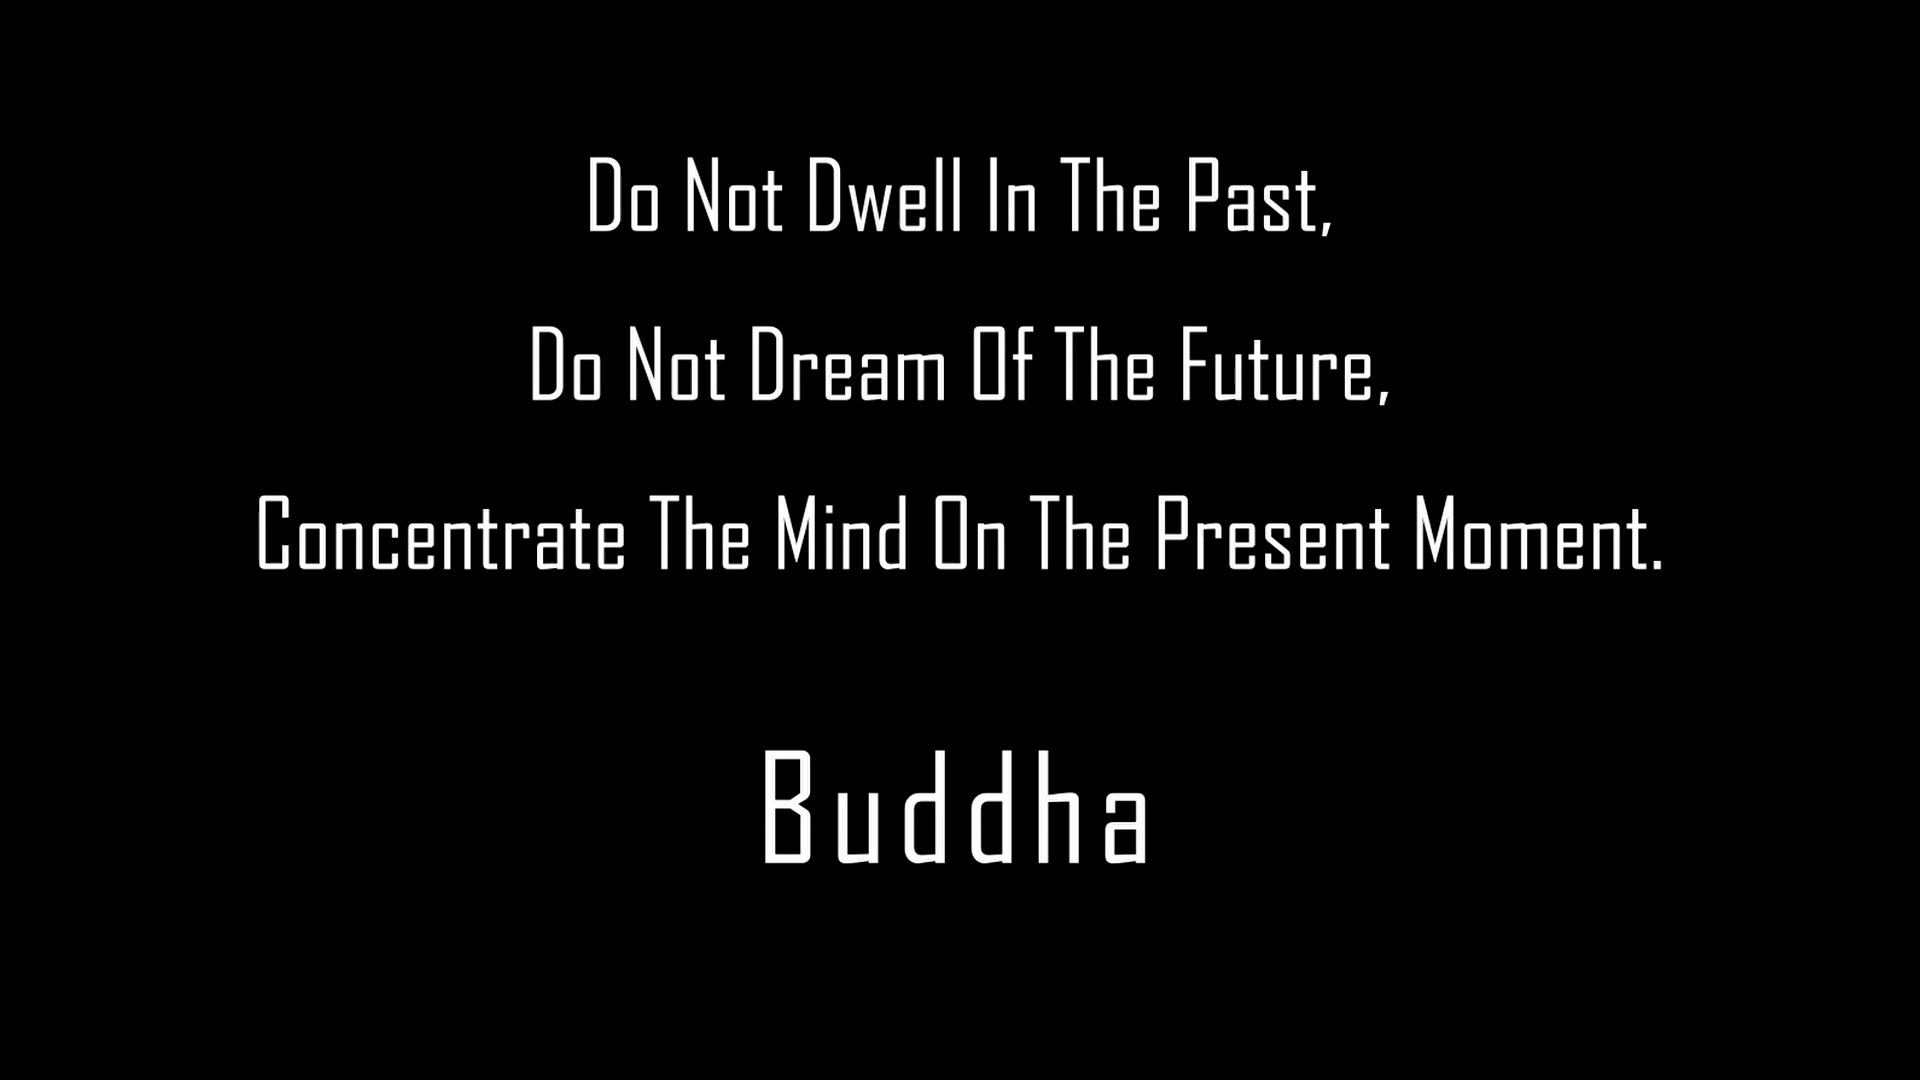 Do Not Dwell In The Past,
Do Not Dream Of The Future,
Concentrate The Mind On The Present Moment.
Buddha